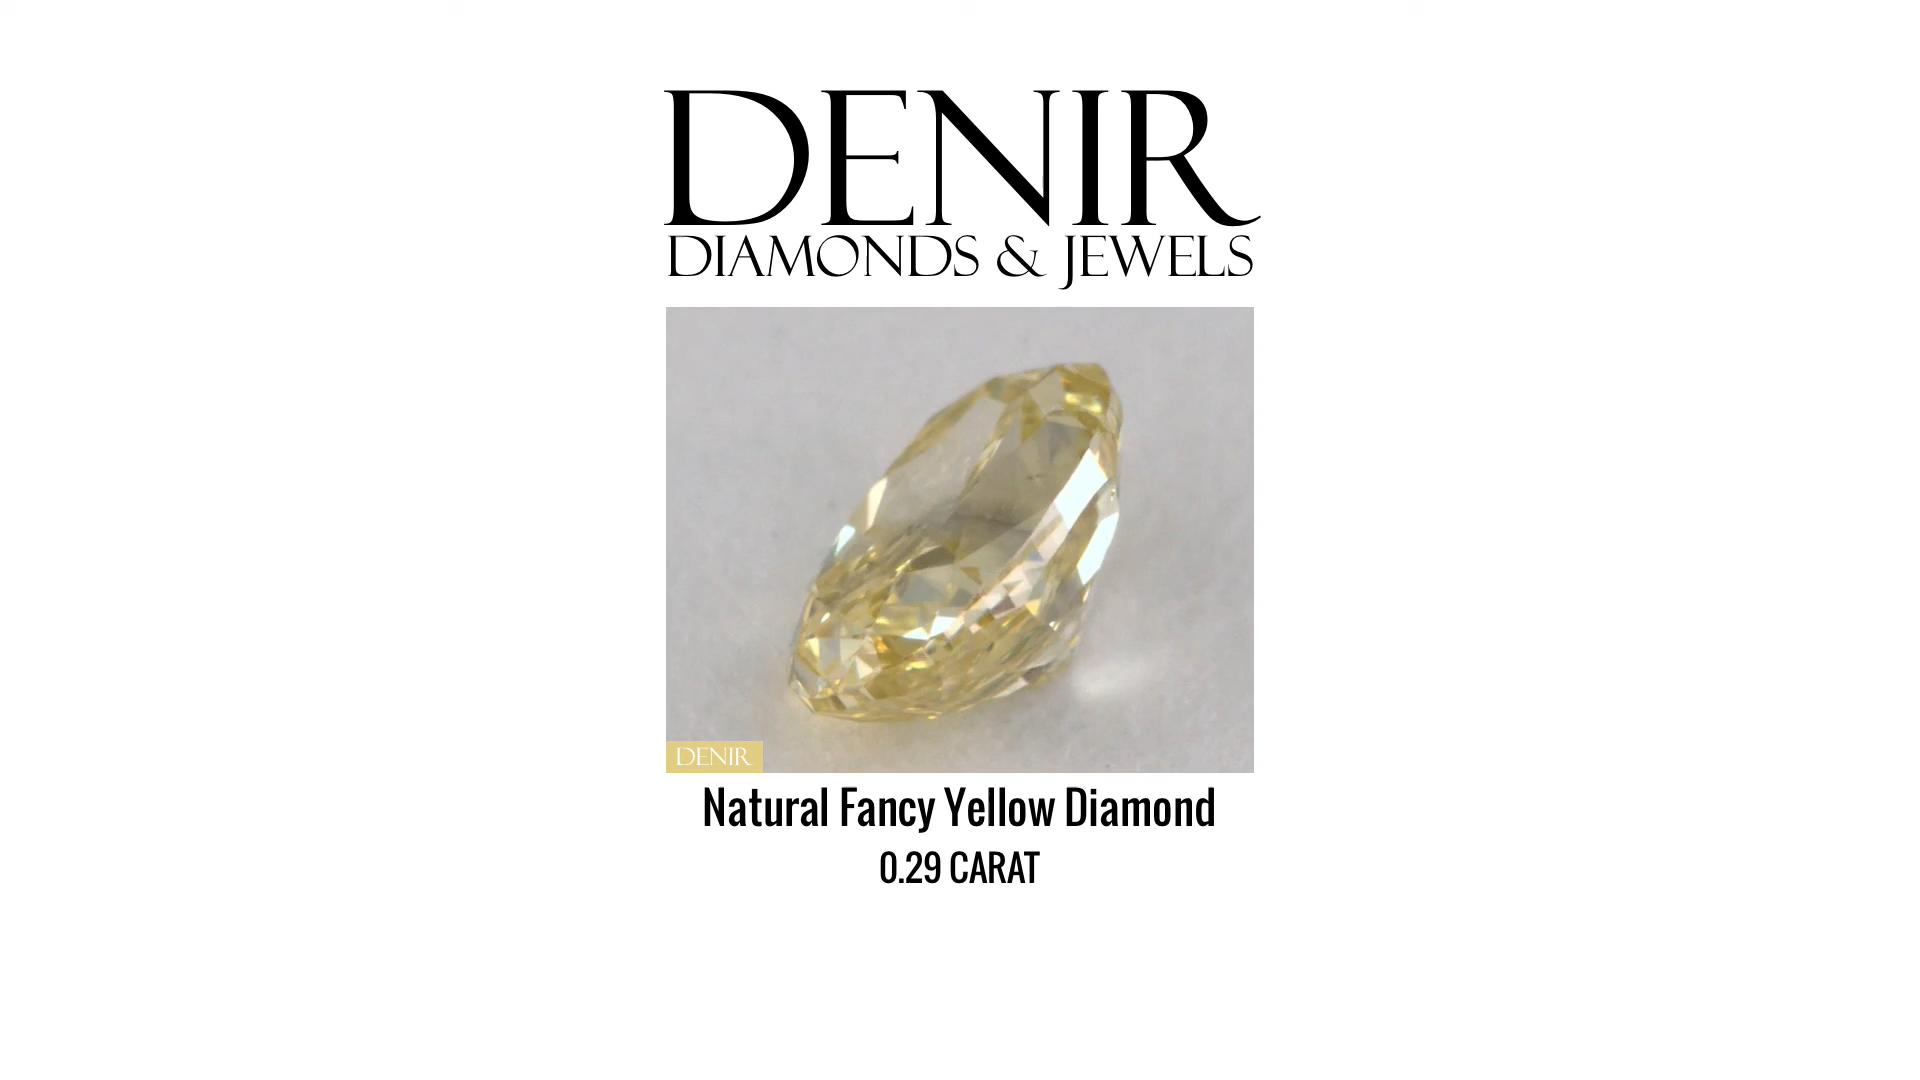 DENIR
DIAMONDS & JEWELS
DENIR
Natural Fancy Yellow Diamond
0.29 CARAT